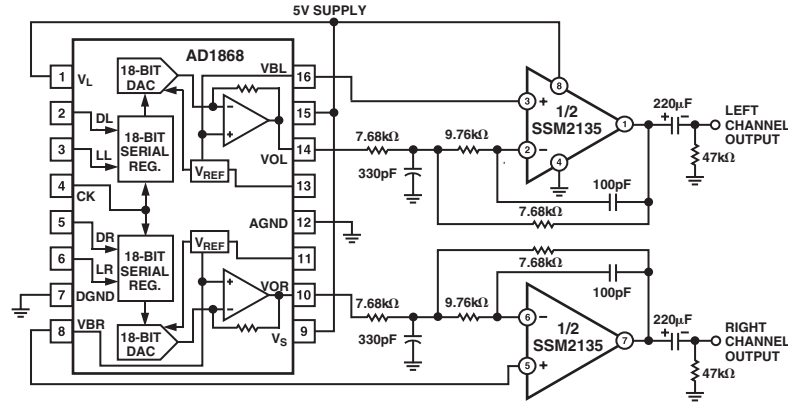 5V SUPPLY
AD1868
1
VL
2
DL
3
LL
4
CK
5
DR
6
LR
7
DGND
8
VBR
18-BIT
DAC
18-BIT
SERIAL
REG.
18-BIT
SERIAL
REG.
18-BIT
DAC
VREF
VREF
–
+
+
–
VBL
16
15
VOL
14
13
AGND
12
11
VOR
10
VS
9
7.68kΩ
330pF
9.76kΩ
100pF
7.68kΩ
3
+
2
–
8
4
1
1/2
SSM2135
220μF
+
47kΩ
LEFT
CHANNEL
OUTPUT
7.68kΩ
7.68kΩ
330pF
9.76kΩ
100pF
6
–
5
+
7
1/2
SSM2135
220μF
+
47kΩ
RIGHT
CHANNEL
OUTPUT